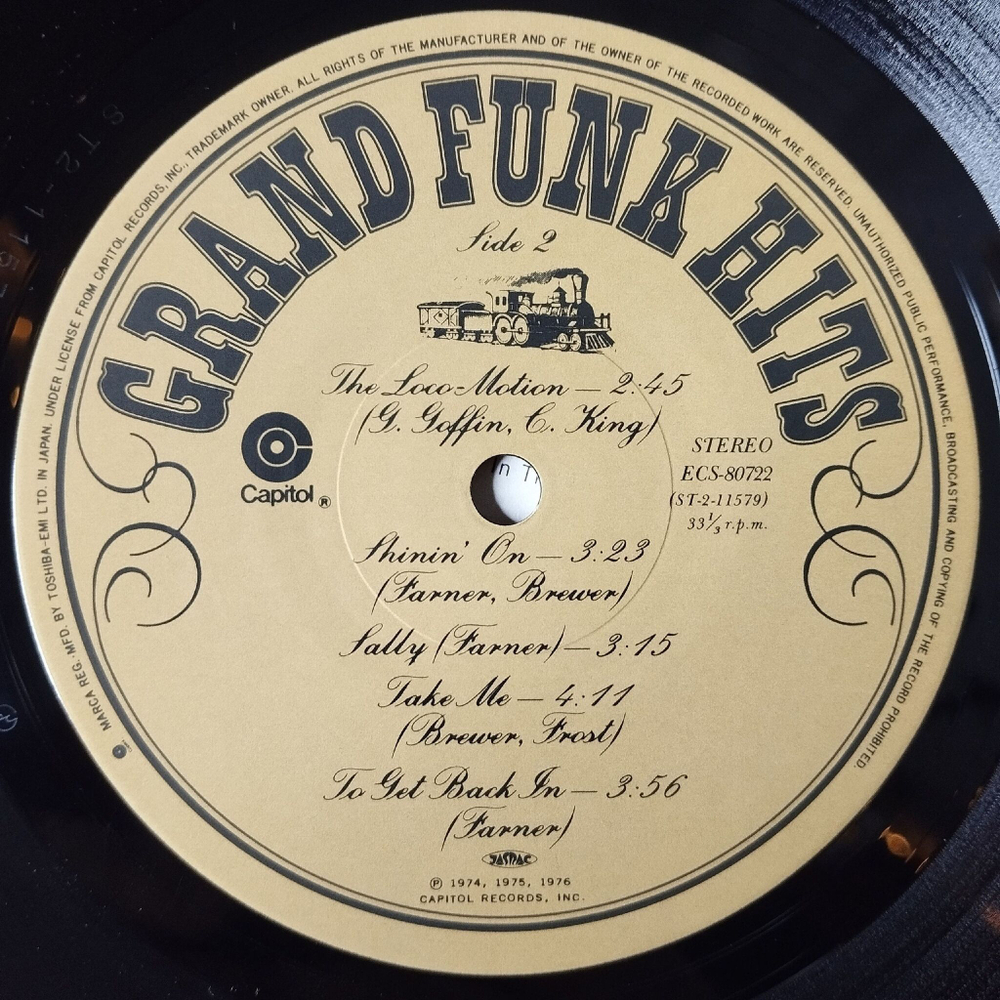 MARCA REG. MFD. BY TOSHIBA-EMI LTD. IN JAPAN, UNDER LICENSE FROM CAPITOL RECORDS, INC., TRADEMARK OWNER. ALL RIGHTS OF THE MANUFACTURER AND OF THE OWNER OF THE RECORDED WORK ARE RESERVED. UNAUTHORIZED PUBLIC PERFORMANCE, BROADCASTING AND COPYING OF THE RECORD PROHIBITED.
GRAND FUNK HITS
Side 2
The Loco-Motion — 2:45
(G. Goffin, C. King)
Capitol®
STEREO
ECS-80722
(ST-2-11579)
33⅓ r.p.m.
Shinin' On — 3:23
(Farner, Brewer)
Sally (Farner) — 3:15
Take Me — 4:11
(Brewer, Frost)
To Get Back In — 3:56
(Farner)
JASRAC
℗ 1974, 1975, 1976
CAPITOL RECORDS, INC.